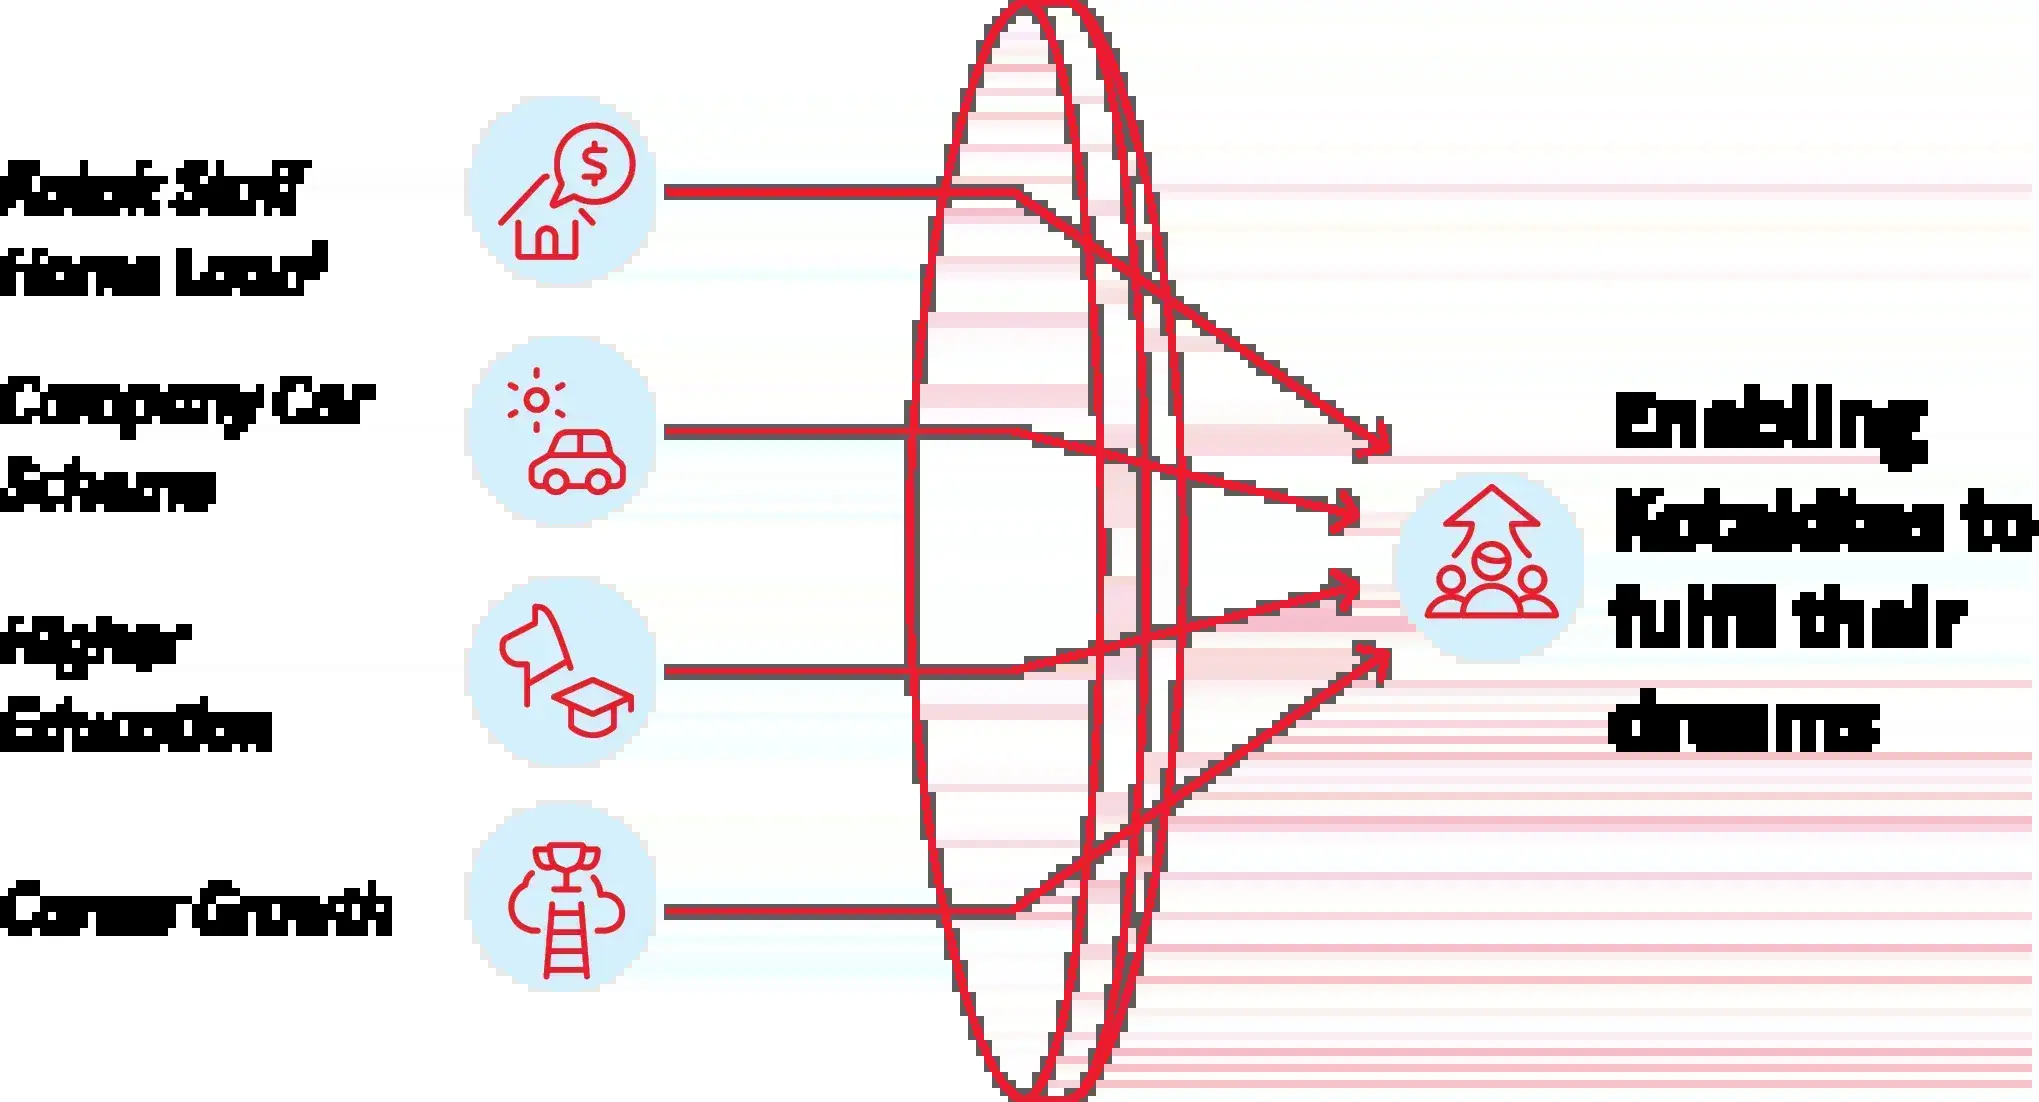 Kotak Staff
Home Loan¹
Company Car
Scheme
Higher
Education
Career Growth
Enabling
Kotakites to
fulfil their
dreams
$